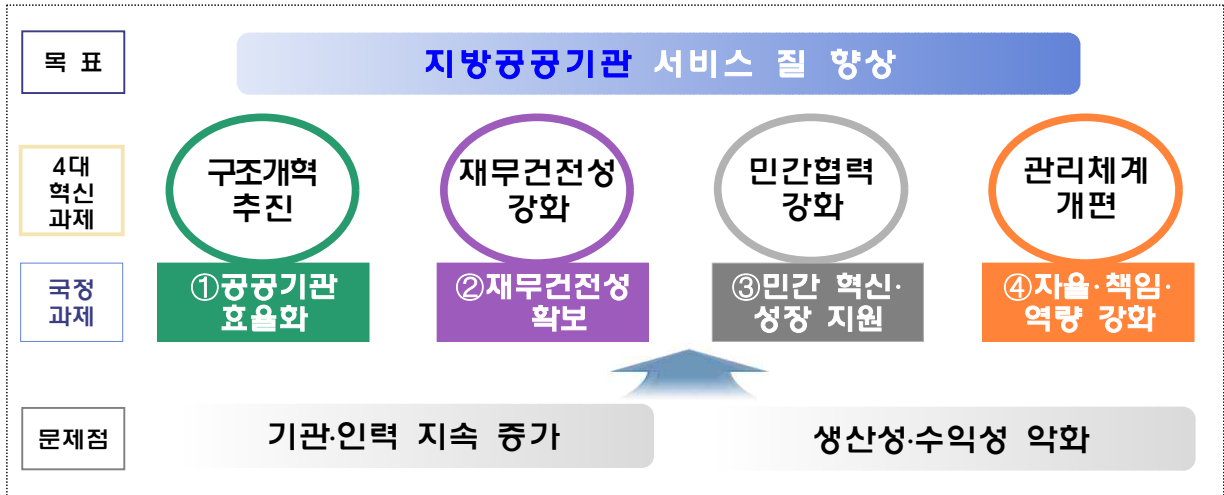 목 표
지방공공기관 서비스 질 향상
4대
혁신
과제
구조개혁
추진
재무건전성
강화
민간협력
강화
관리체계
개편
국정
과제
①공공기관
효율화
②재무건전성
확보
③민간 혁신·
성장 지원
④자율·책임·
역량 강화
문제점
기관·인력 지속 증가
생산성·수익성 악화